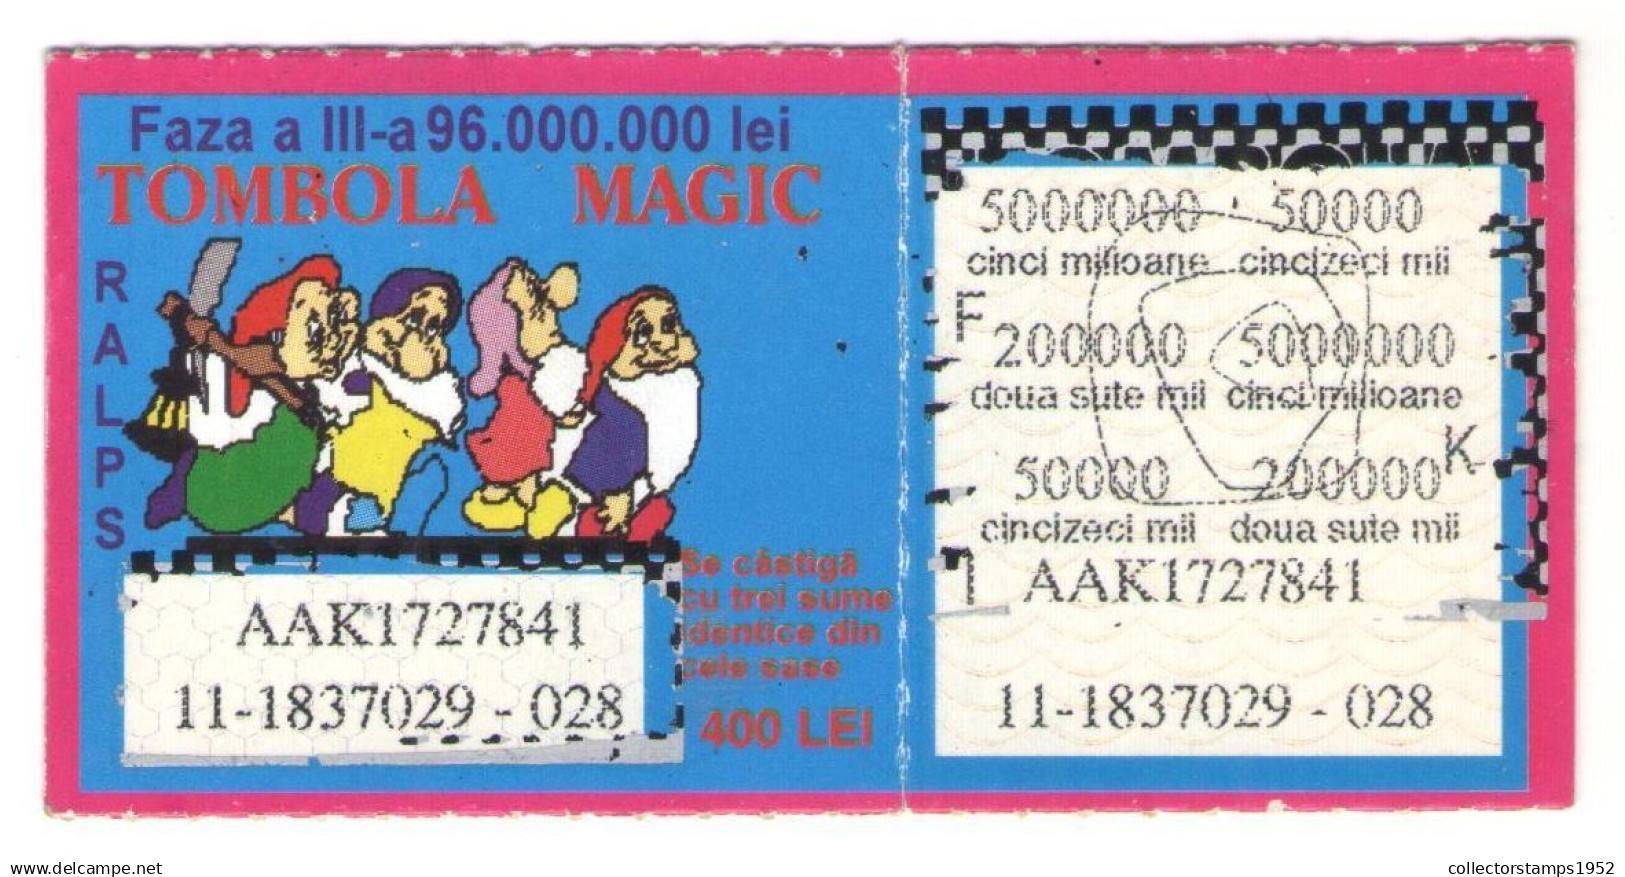 Faza a III-a 96.000.000 lei
TOMBOLA MAGIC
RALPS
Se câstigă
cu trei sume
identice din
cele sase
400 LEI
AAK1727841
11-1837029 - 028
5000000 50000
cinci milioane cincizeci mii
F
200000 5000000
doua sute mii cinci milioane
K
50000 200000
cincizeci mii doua sute mii
AAK1727841
11-1837029 - 028
www.delcampe.net
collectorstamps1952